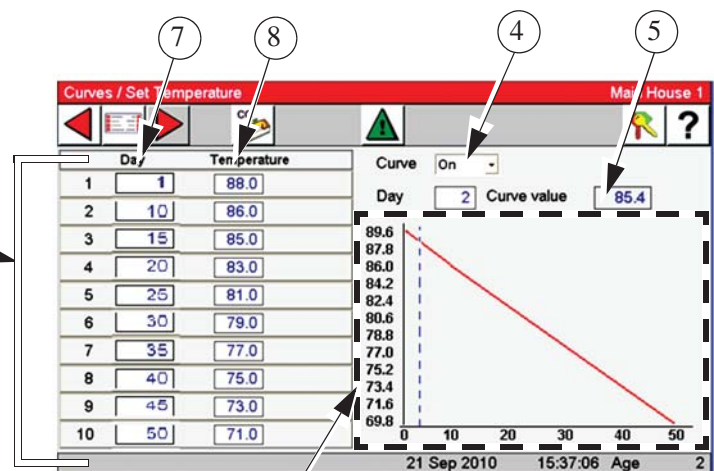 7 8 4 5
Curves / Set Temperature Main House 1
?
Day Temperature
1 1 88.0
2 10 86.0
3 15 85.0
4 20 83.0
5 25 81.0
6 30 79.0
7 35 77.0
8 40 75.0
9 45 73.0
10 50 71.0
Curve On
Day 2 Curve value 85.4
89.6
87.8
86.0
84.2
82.4
80.6
78.8
77.0
75.2
73.4
71.6
69.8
0 10 20 30 40 50
21 Sep 2010 15:37:06 Age 2